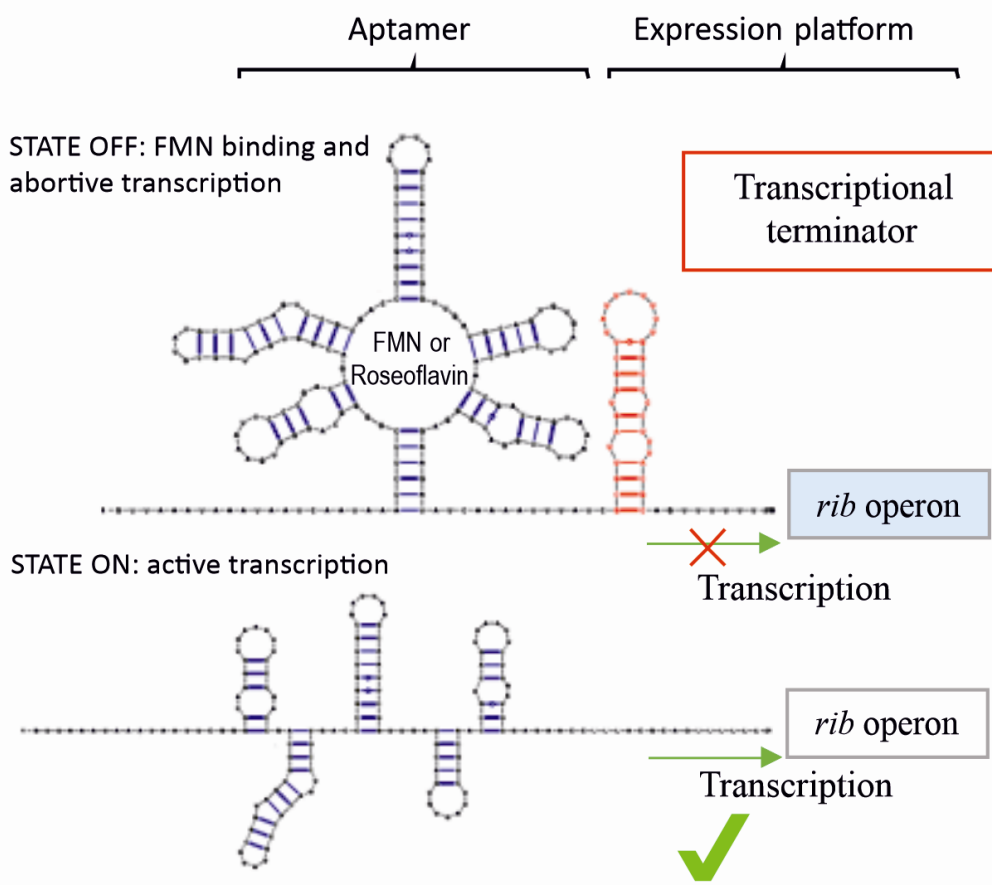 Aptamer
Expression platform
STATE OFF: FMN binding and
abortive transcription
Transcriptional
terminator
FMN or
Roseoflavin
rib operon
Transcription
STATE ON: active transcription
rib operon
Transcription